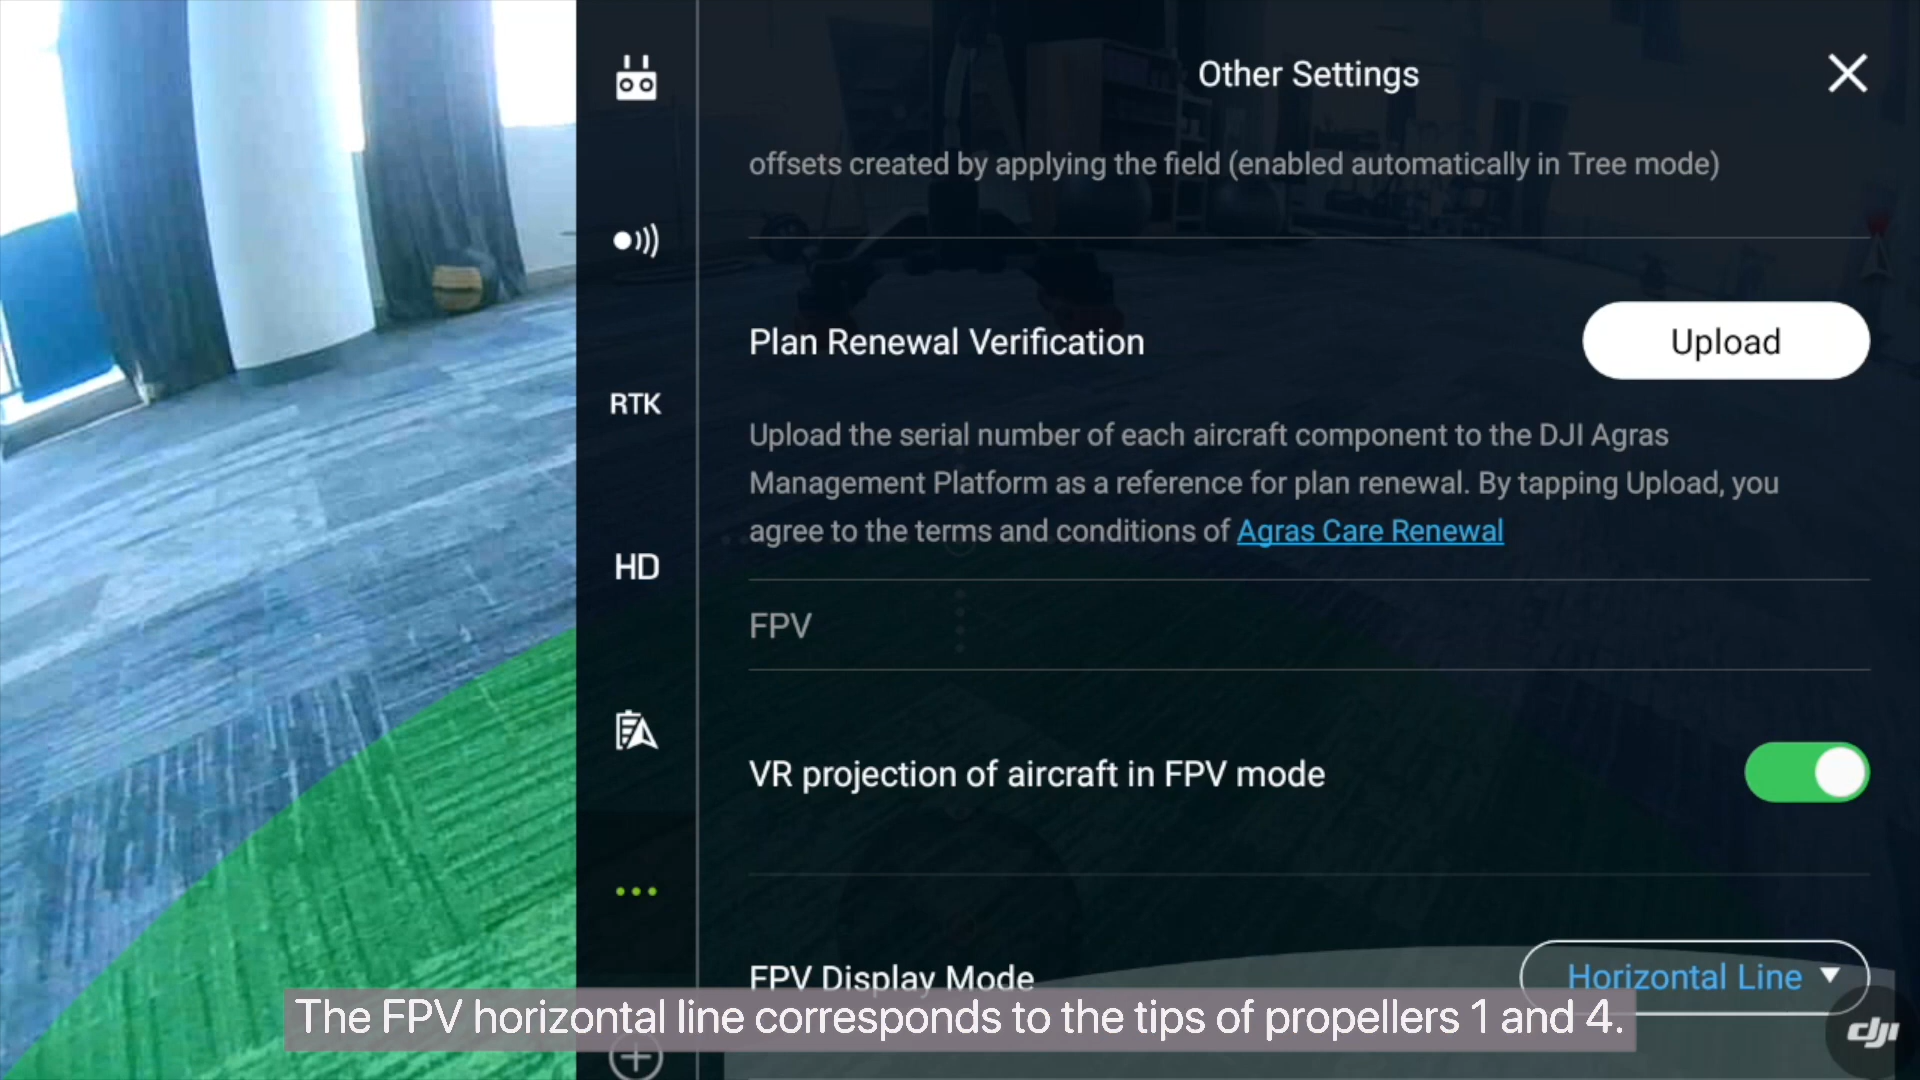 Other Settings
offsets created by applying the field (enabled automatically in Tree mode)
Plan Renewal Verification
Upload
Upload the serial number of each aircraft component to the DJI Agras
Management Platform as a reference for plan renewal. By tapping Upload, you
agree to the terms and conditions of Agras Care Renewal
RTK
HD
FPV
VR projection of aircraft in FPV mode
FPV Display Mode
Horizontal Line
The FPV horizontal line corresponds to the tips of propellers 1 and 4.
dji